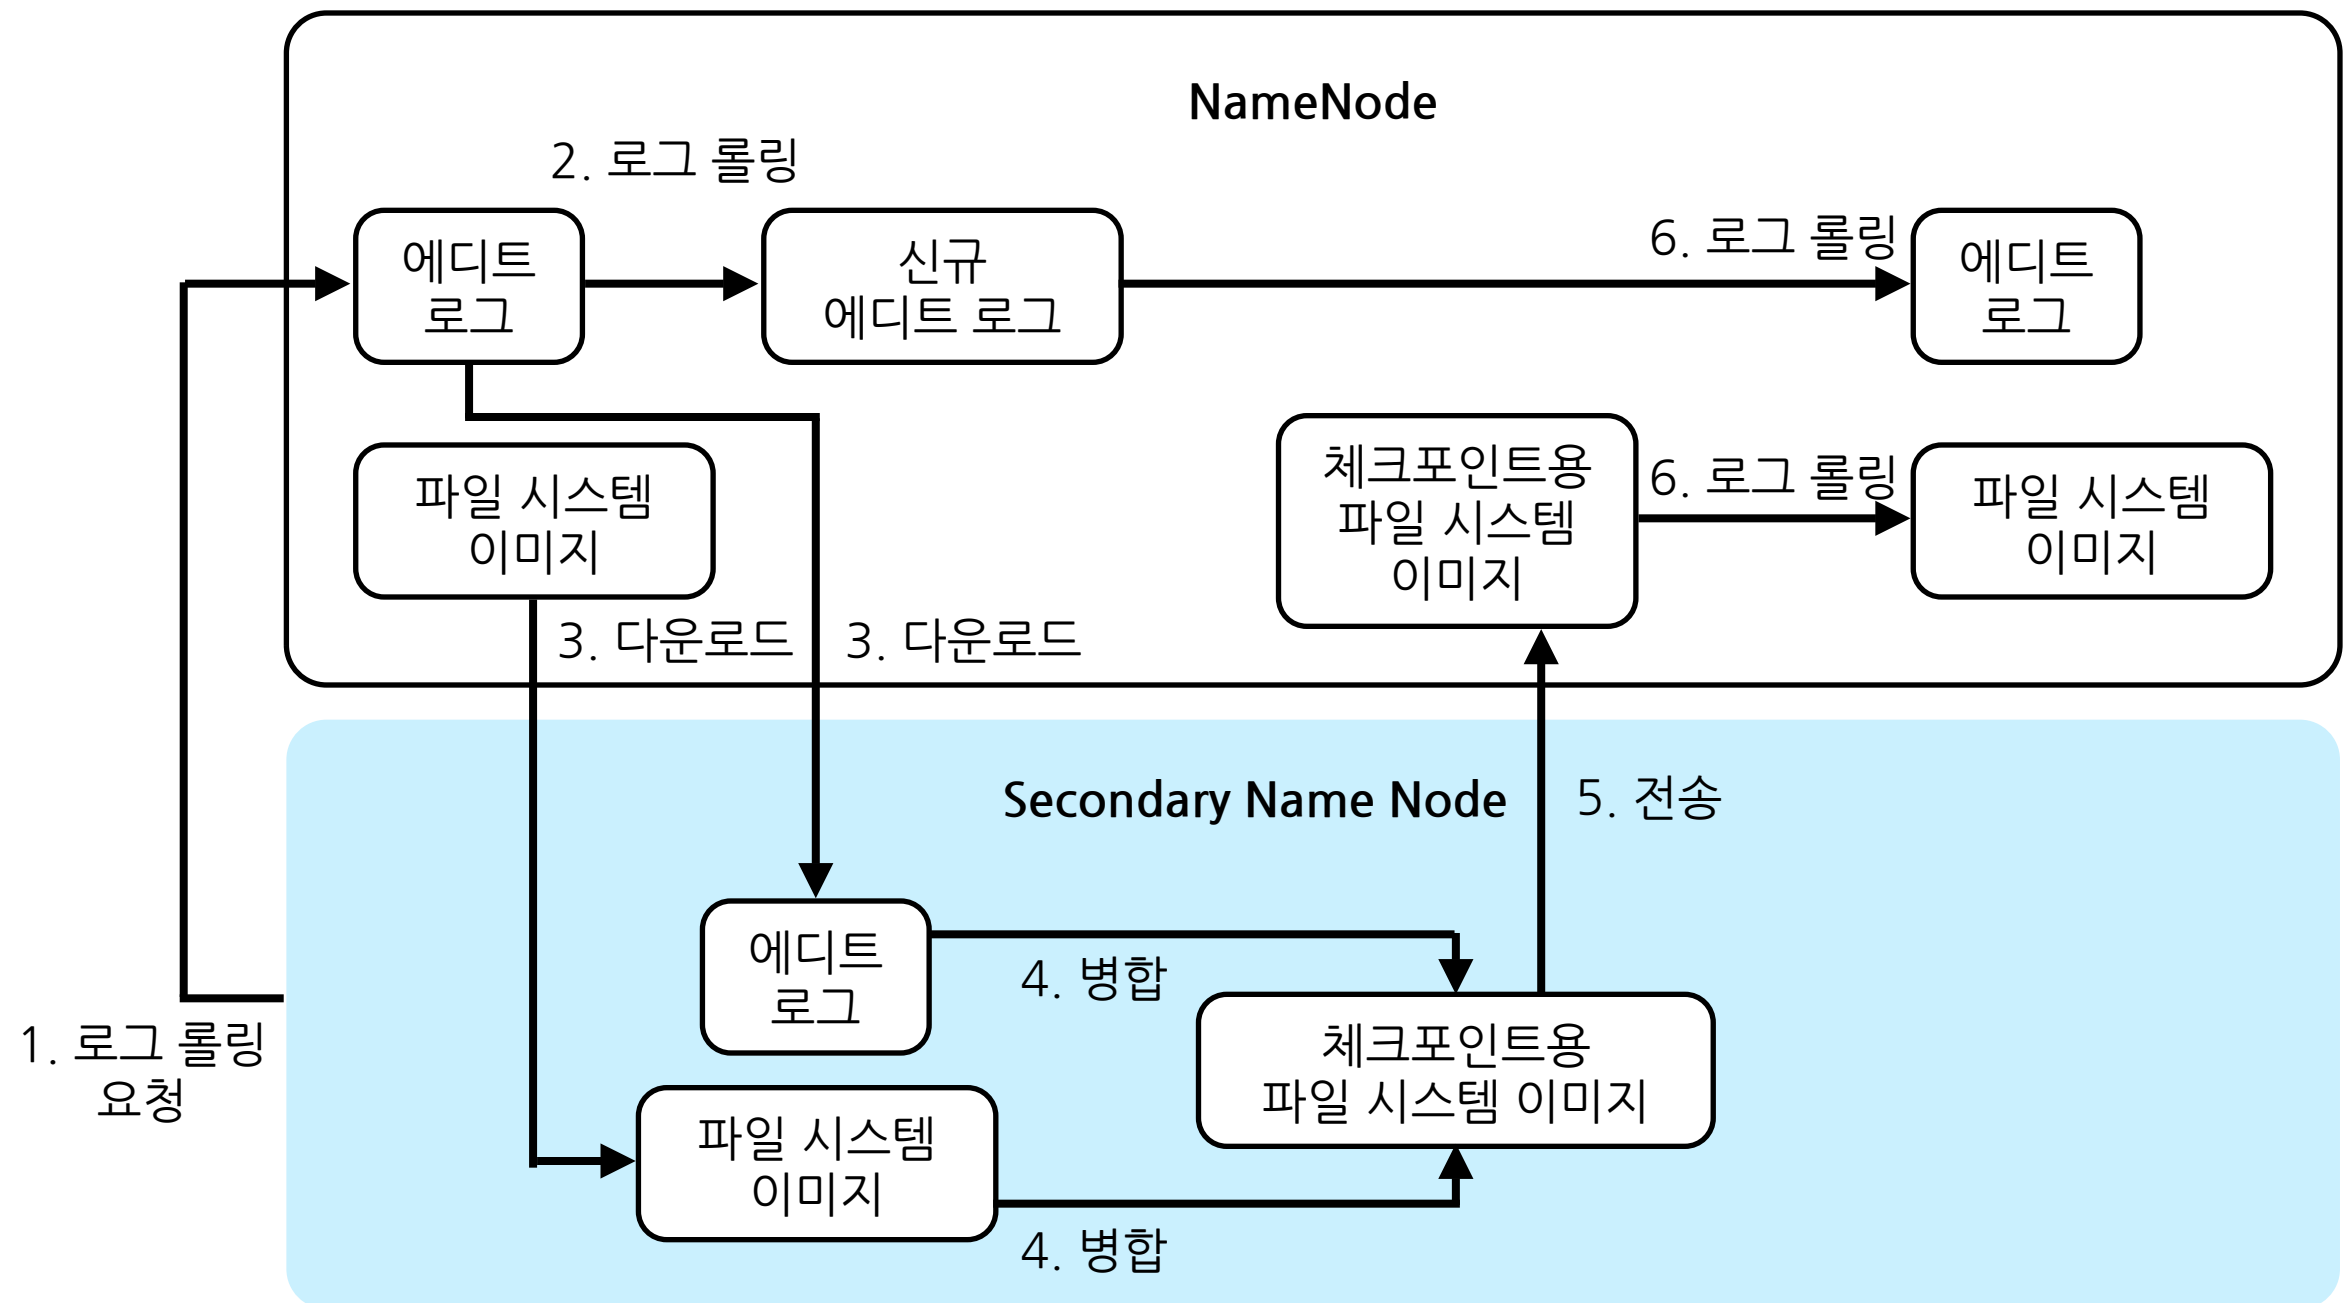 NameNode
2. 로그 롤링
에디트
로그
신규
에디트 로그
6. 로그 롤링
에디트
로그
파일 시스템
이미지
체크포인트용
파일 시스템
이미지
6. 로그 롤링
파일 시스템
이미지
3. 다운로드
3. 다운로드
Secondary Name Node
5. 전송
에디트
로그
4. 병합
1. 로그 롤링
요청
체크포인트용
파일 시스템 이미지
파일 시스템
이미지
4. 병합